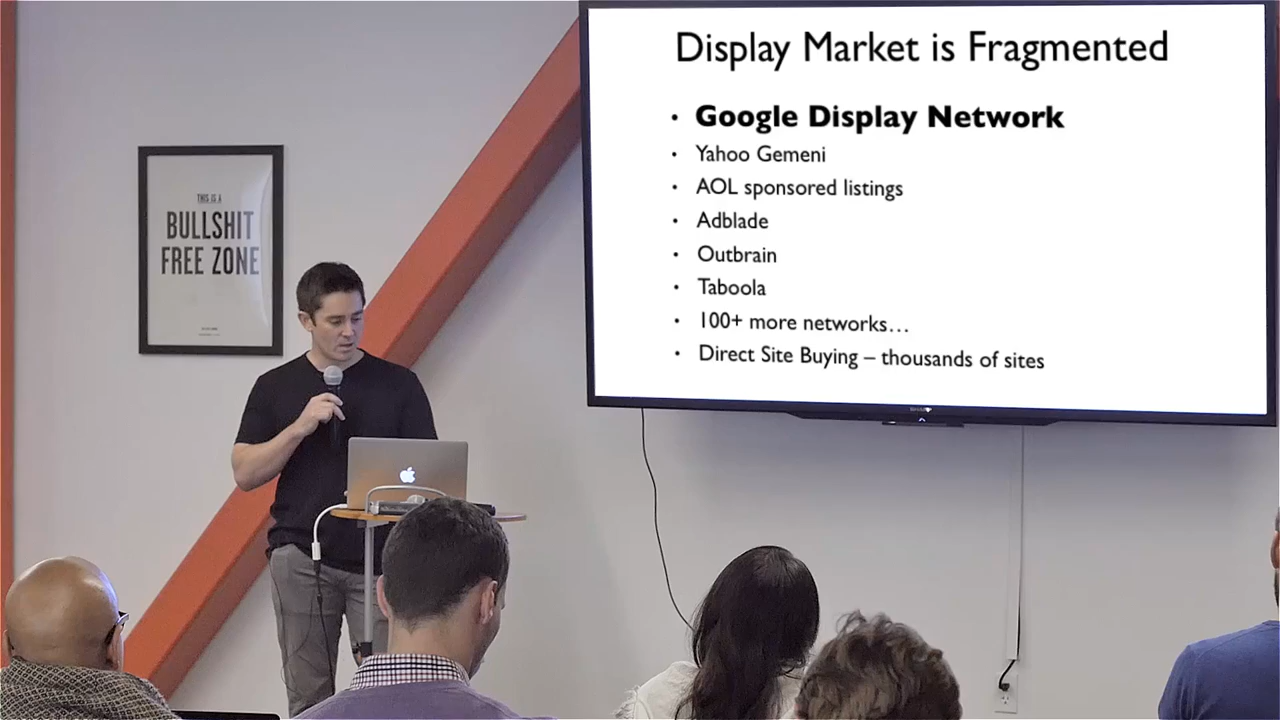 THIS IS A
BULLSHIT
FREE ZONE
Display Market is Fragmented
• Google Display Network
• Yahoo Gemeni
• AOL sponsored listings
• Adblade
• Outbrain
• Taboola
• 100+ more networks…
• Direct Site Buying – thousands of sites
SHARP